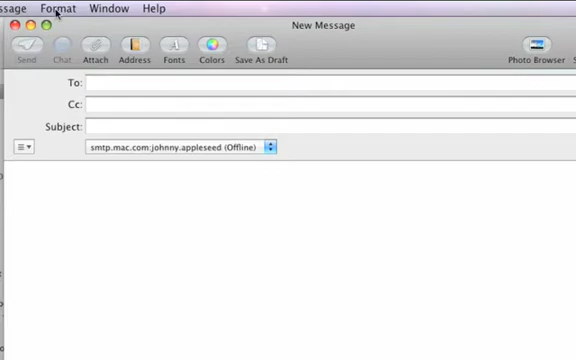 Format Window Help
New Message
Send Chat Attach Address Fonts Colors Save As Draft Photo Browser
To:
Cc:
Subject:
smtp.mac.com:johnny.appleseed (Offline)